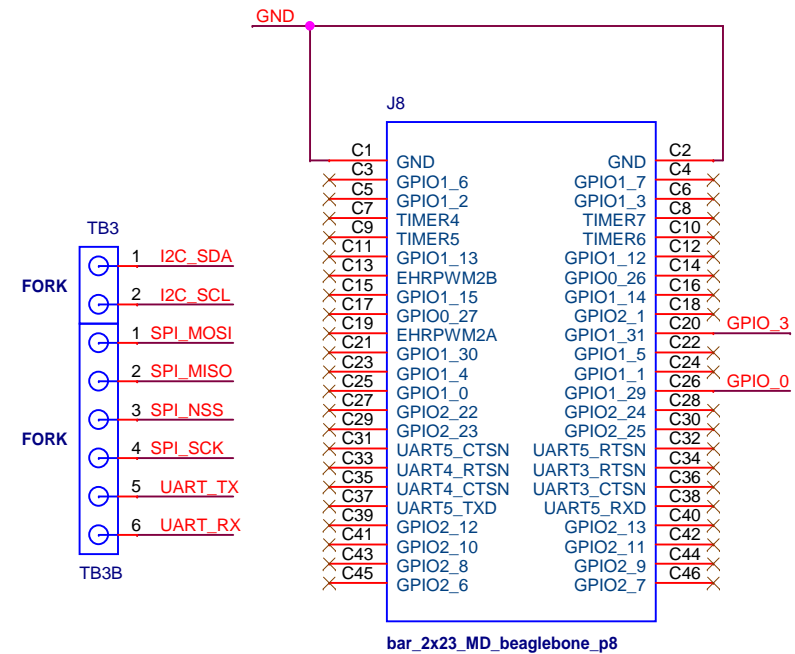 GND
J8
C1 GND GND C2
C3 GPIO1_6 GPIO1_7 C4
C5 GPIO1_2 GPIO1_3 C6
C7 TIMER4 TIMER7 C8
C9 TIMER5 TIMER6 C10
C11 GPIO1_13 GPIO1_12 C12
C13 EHRPWM2B GPIO0_26 C14
C15 GPIO1_15 GPIO1_14 C16
C17 GPIO0_27 GPIO2_1 C18
C19 EHRPWM2A GPIO1_31 C20 GPIO_3
C21 GPIO1_30 GPIO1_5 C22
C23 GPIO1_4 GPIO1_1 C24
C25 GPIO1_0 GPIO1_29 C26 GPIO_0
C27 GPIO2_22 GPIO2_24 C28
C29 GPIO2_23 GPIO2_25 C30
C31 UART5_CTSN UART5_RTSN C32
C33 UART4_RTSN UART3_RTSN C34
C35 UART4_CTSN UART3_CTSN C36
C37 UART5_TXD UART5_RXD C38
C39 GPIO2_12 GPIO2_13 C40
C41 GPIO2_10 GPIO2_11 C42
C43 GPIO2_8 GPIO2_9 C44
C45 GPIO2_6 GPIO2_7 C46
bar_2x23_MD_beaglebone_p8
TB3
FORK
1 I2C_SDA
2 I2C_SCL
FORK
1 SPI_MOSI
2 SPI_MISO
3 SPI_NSS
4 SPI_SCK
5 UART_TX
6 UART_RX
TB3B